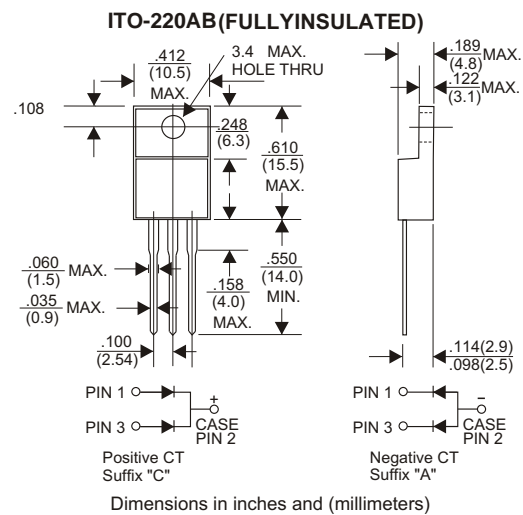 ITO-220AB(FULLYINSULATED)
.412
(10.5)
MAX.
3.4 MAX.
HOLE THRU
.189
(4.8)
MAX.
.122
(3.1)
MAX.
.108
.248
(6.3)
.610
(15.5)
MAX.
.060
(1.5)
MAX.
.035
(0.9)
MAX.
.158
(4.0)
MAX.
.550
(14.0)
MIN.
.100
(2.54)
.114(2.9)
.098(2.5)
PIN 1
+
PIN 3
CASE
PIN 2
Positive CT
Suffix "C"
PIN 1
−
PIN 3
CASE
PIN 2
Negative CT
Suffix "A"
Dimensions in inches and (millimeters)